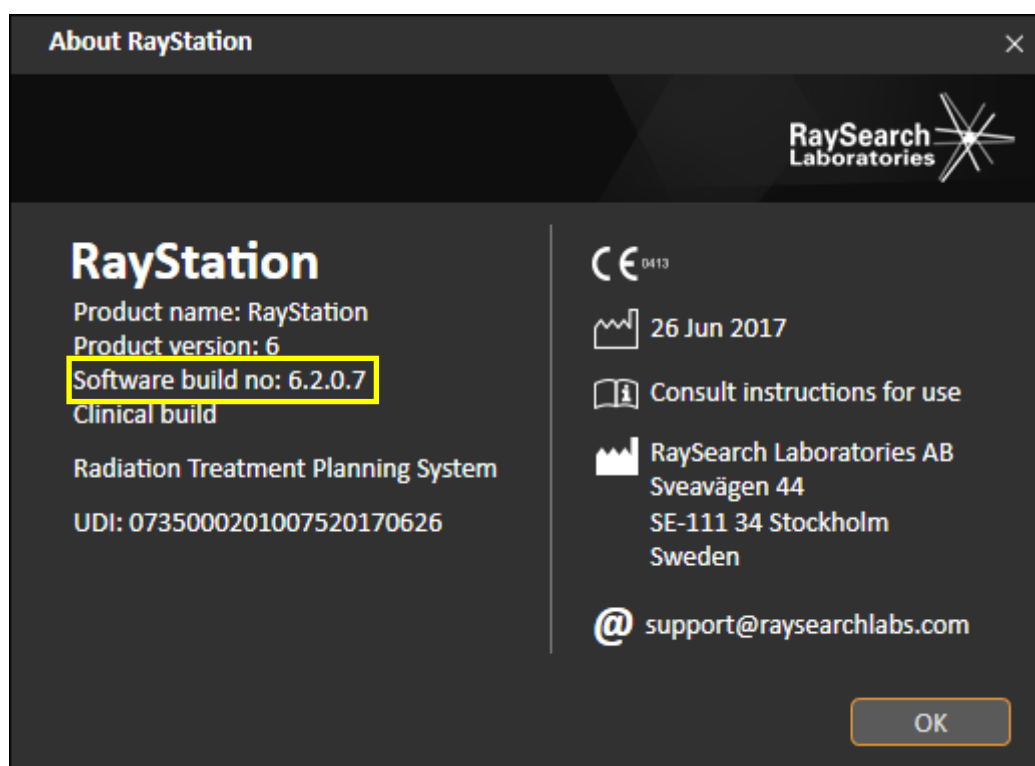 About RayStation
RaySearch
Laboratories
RayStation
Product name: RayStation
Product version: 6
Software build no: 6.2.0.7
Clinical build
Radiation Treatment Planning System
UDI: 0735000201007520170626
CE 0413
26 Jun 2017
Consult instructions for use
RaySearch Laboratories AB
Sveavägen 44
SE-111 34 Stockholm
Sweden
@ support@raysearchlabs.com
OK